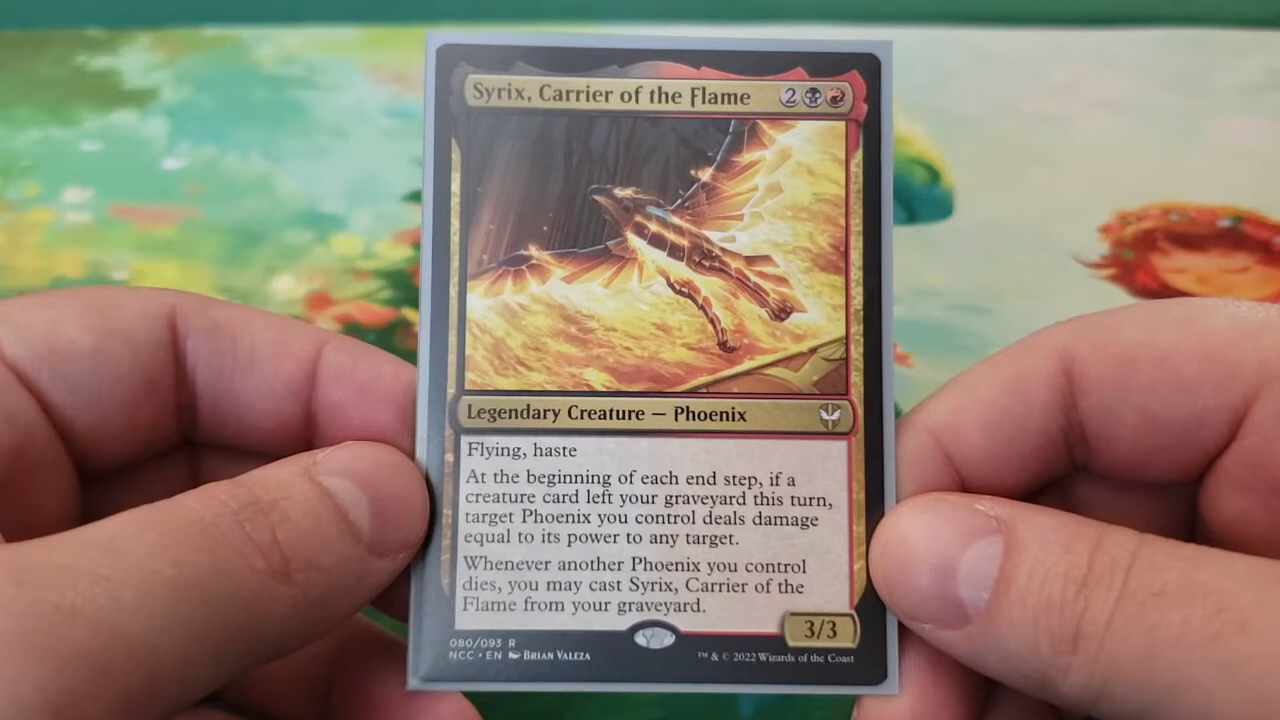 Syrix, Carrier of the Flame 2
Legendary Creature — Phoenix
Flying, haste
At the beginning of each end step, if a
creature card left your graveyard this turn,
target Phoenix you control deals damage
equal to its power to any target.
Whenever another Phoenix you control
dies, you may cast Syrix, Carrier of the
Flame from your graveyard.
3/3
080/093 R
NCC • EN BRIAN VALEZA
™ & © 2022 Wizards of the Coast